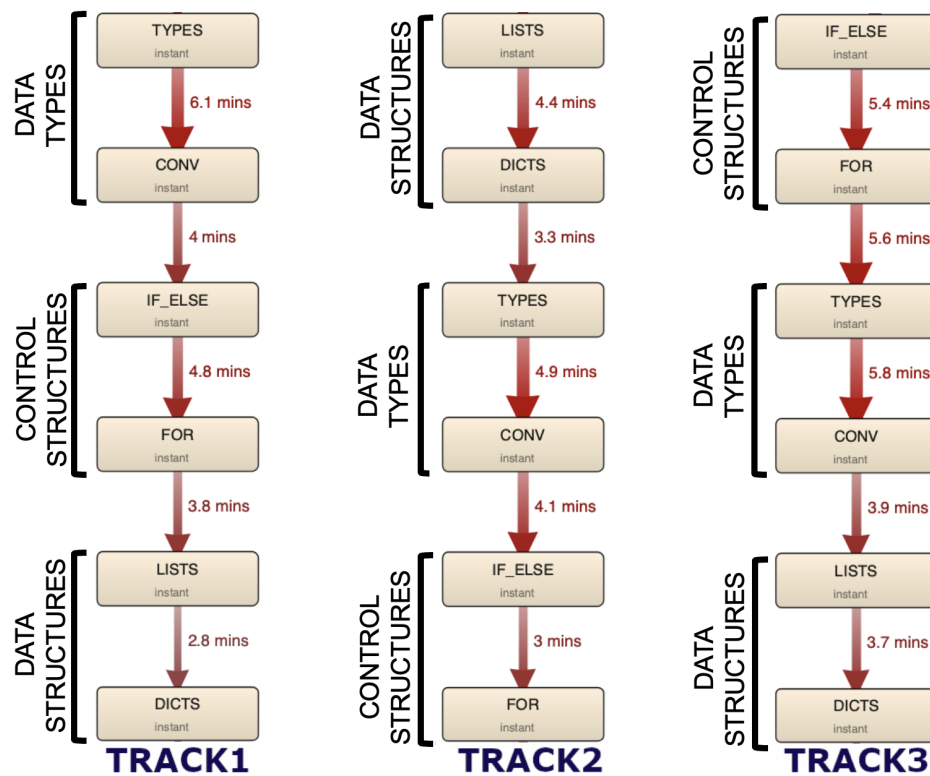 DATA
TYPES
TYPES
instant
6.1 mins
CONV
instant
4 mins
CONTROL
STRUCTURES
IF_ELSE
instant
4.8 mins
FOR
instant
3.8 mins
DATA
STRUCTURES
LISTS
instant
2.8 mins
DICTS
instant
TRACK1
DATA
STRUCTURES
LISTS
instant
4.4 mins
DICTS
instant
3.3 mins
DATA
TYPES
TYPES
instant
4.9 mins
CONV
instant
4.1 mins
CONTROL
STRUCTURES
IF_ELSE
instant
3 mins
FOR
instant
TRACK2
CONTROL
STRUCTURES
IF_ELSE
instant
5.4 mins
FOR
instant
5.6 mins
DATA
TYPES
TYPES
instant
5.8 mins
CONV
instant
3.9 mins
DATA
STRUCTURES
LISTS
instant
3.7 mins
DICTS
instant
TRACK3